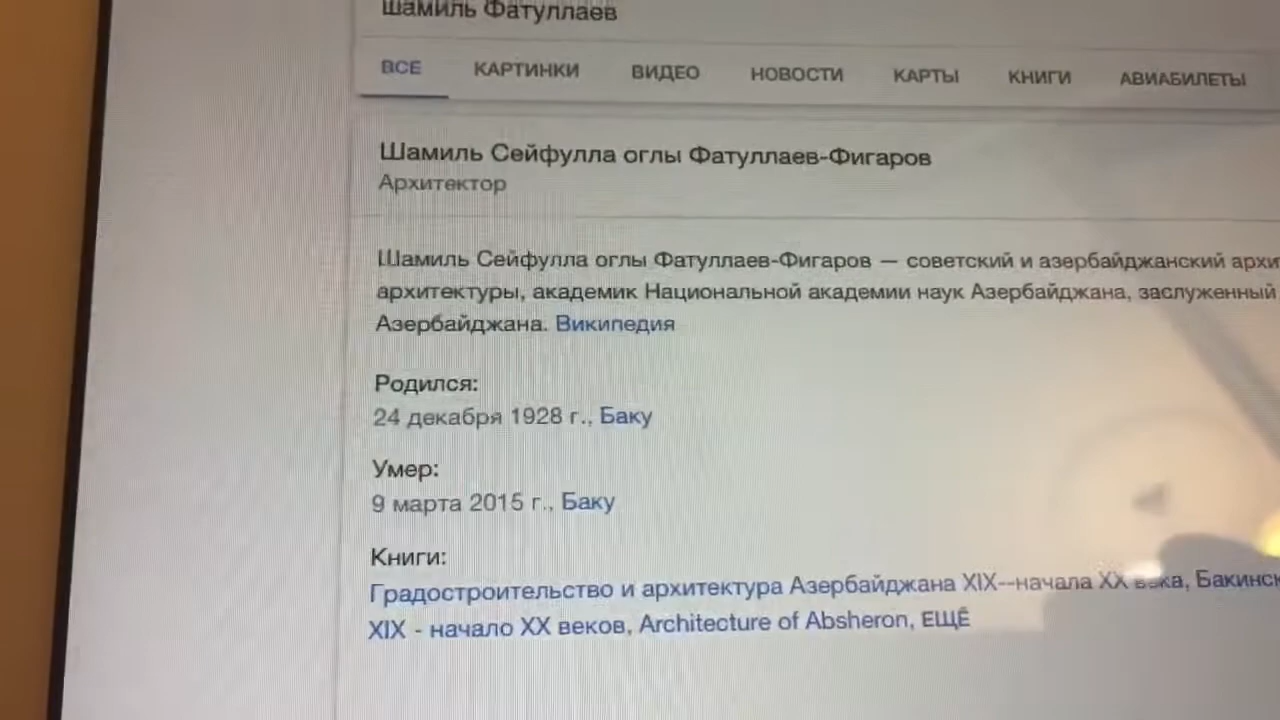 Шамиль Фатуллаев
ВСЕ КАРТИНКИ ВИДЕО НОВОСТИ КАРТЫ КНИГИ АВИАБИЛЕТЫ
Шамиль Сейфулла оглы Фатуллаев-Фигаров
Архитектор
Шамиль Сейфулла оглы Фатуллаев-Фигаров — советский и азербайджанский архи
архитектуры, академик Национальной академии наук Азербайджана, заслуженный
Азербайджана. Википедия
Родился:
24 декабря 1928 г., Баку
Умер:
9 марта 2015 г., Баку
Книги:
Градостроительство и архитектура Азербайджана XIX--начала XX века, Бакинск
XIX - начало XX веков, Architecture of Absheron, ЕЩЁ